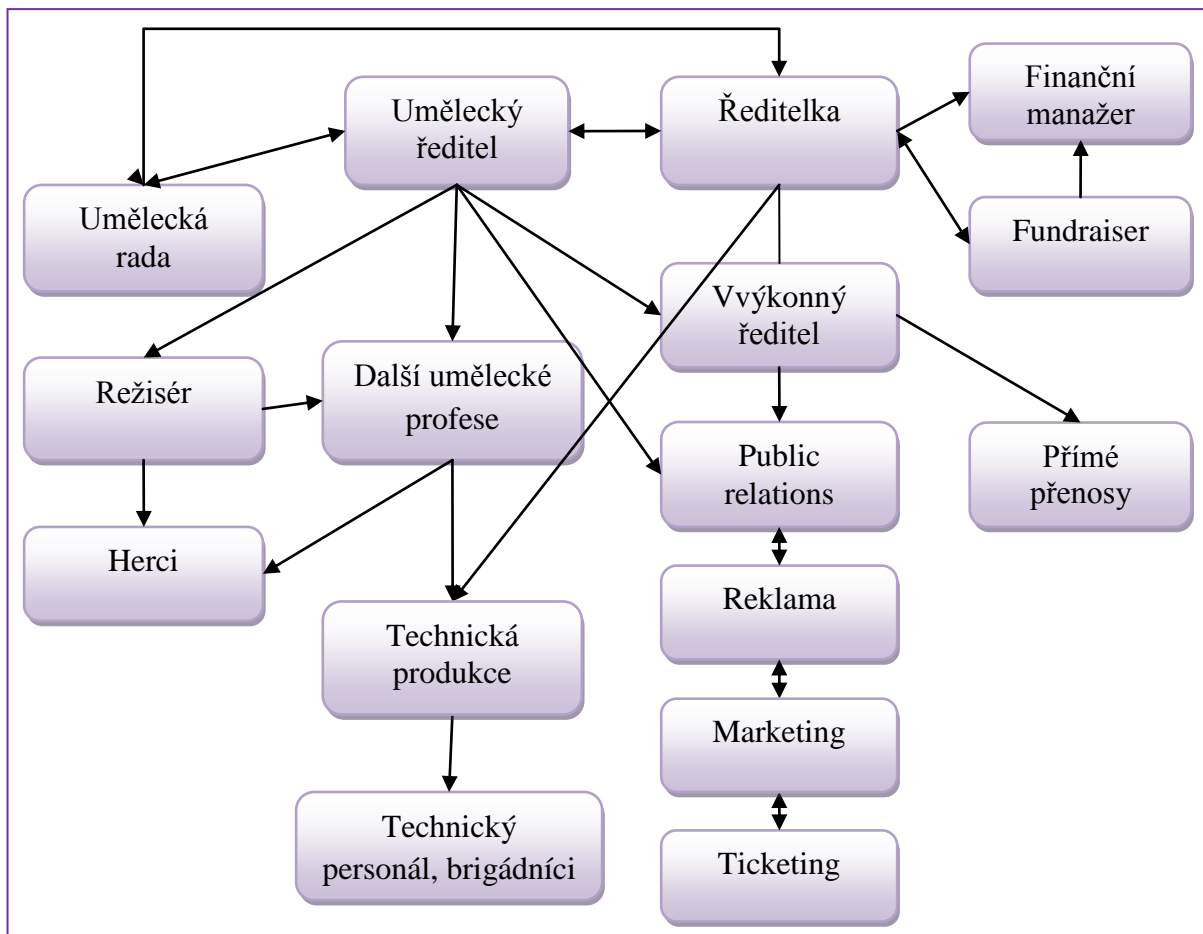 Umělecký
ředitel
Ředitelka
Finanční
manažer
Umělecká
rada
Fundraiser
Vvýkonný
ředitel
Režisér
Další umělecké
profese
Public
relations
Přímé
přenosy
Herci
Reklama
Technická
produkce
Marketing
Technický
personál, brigádníci
Ticketing